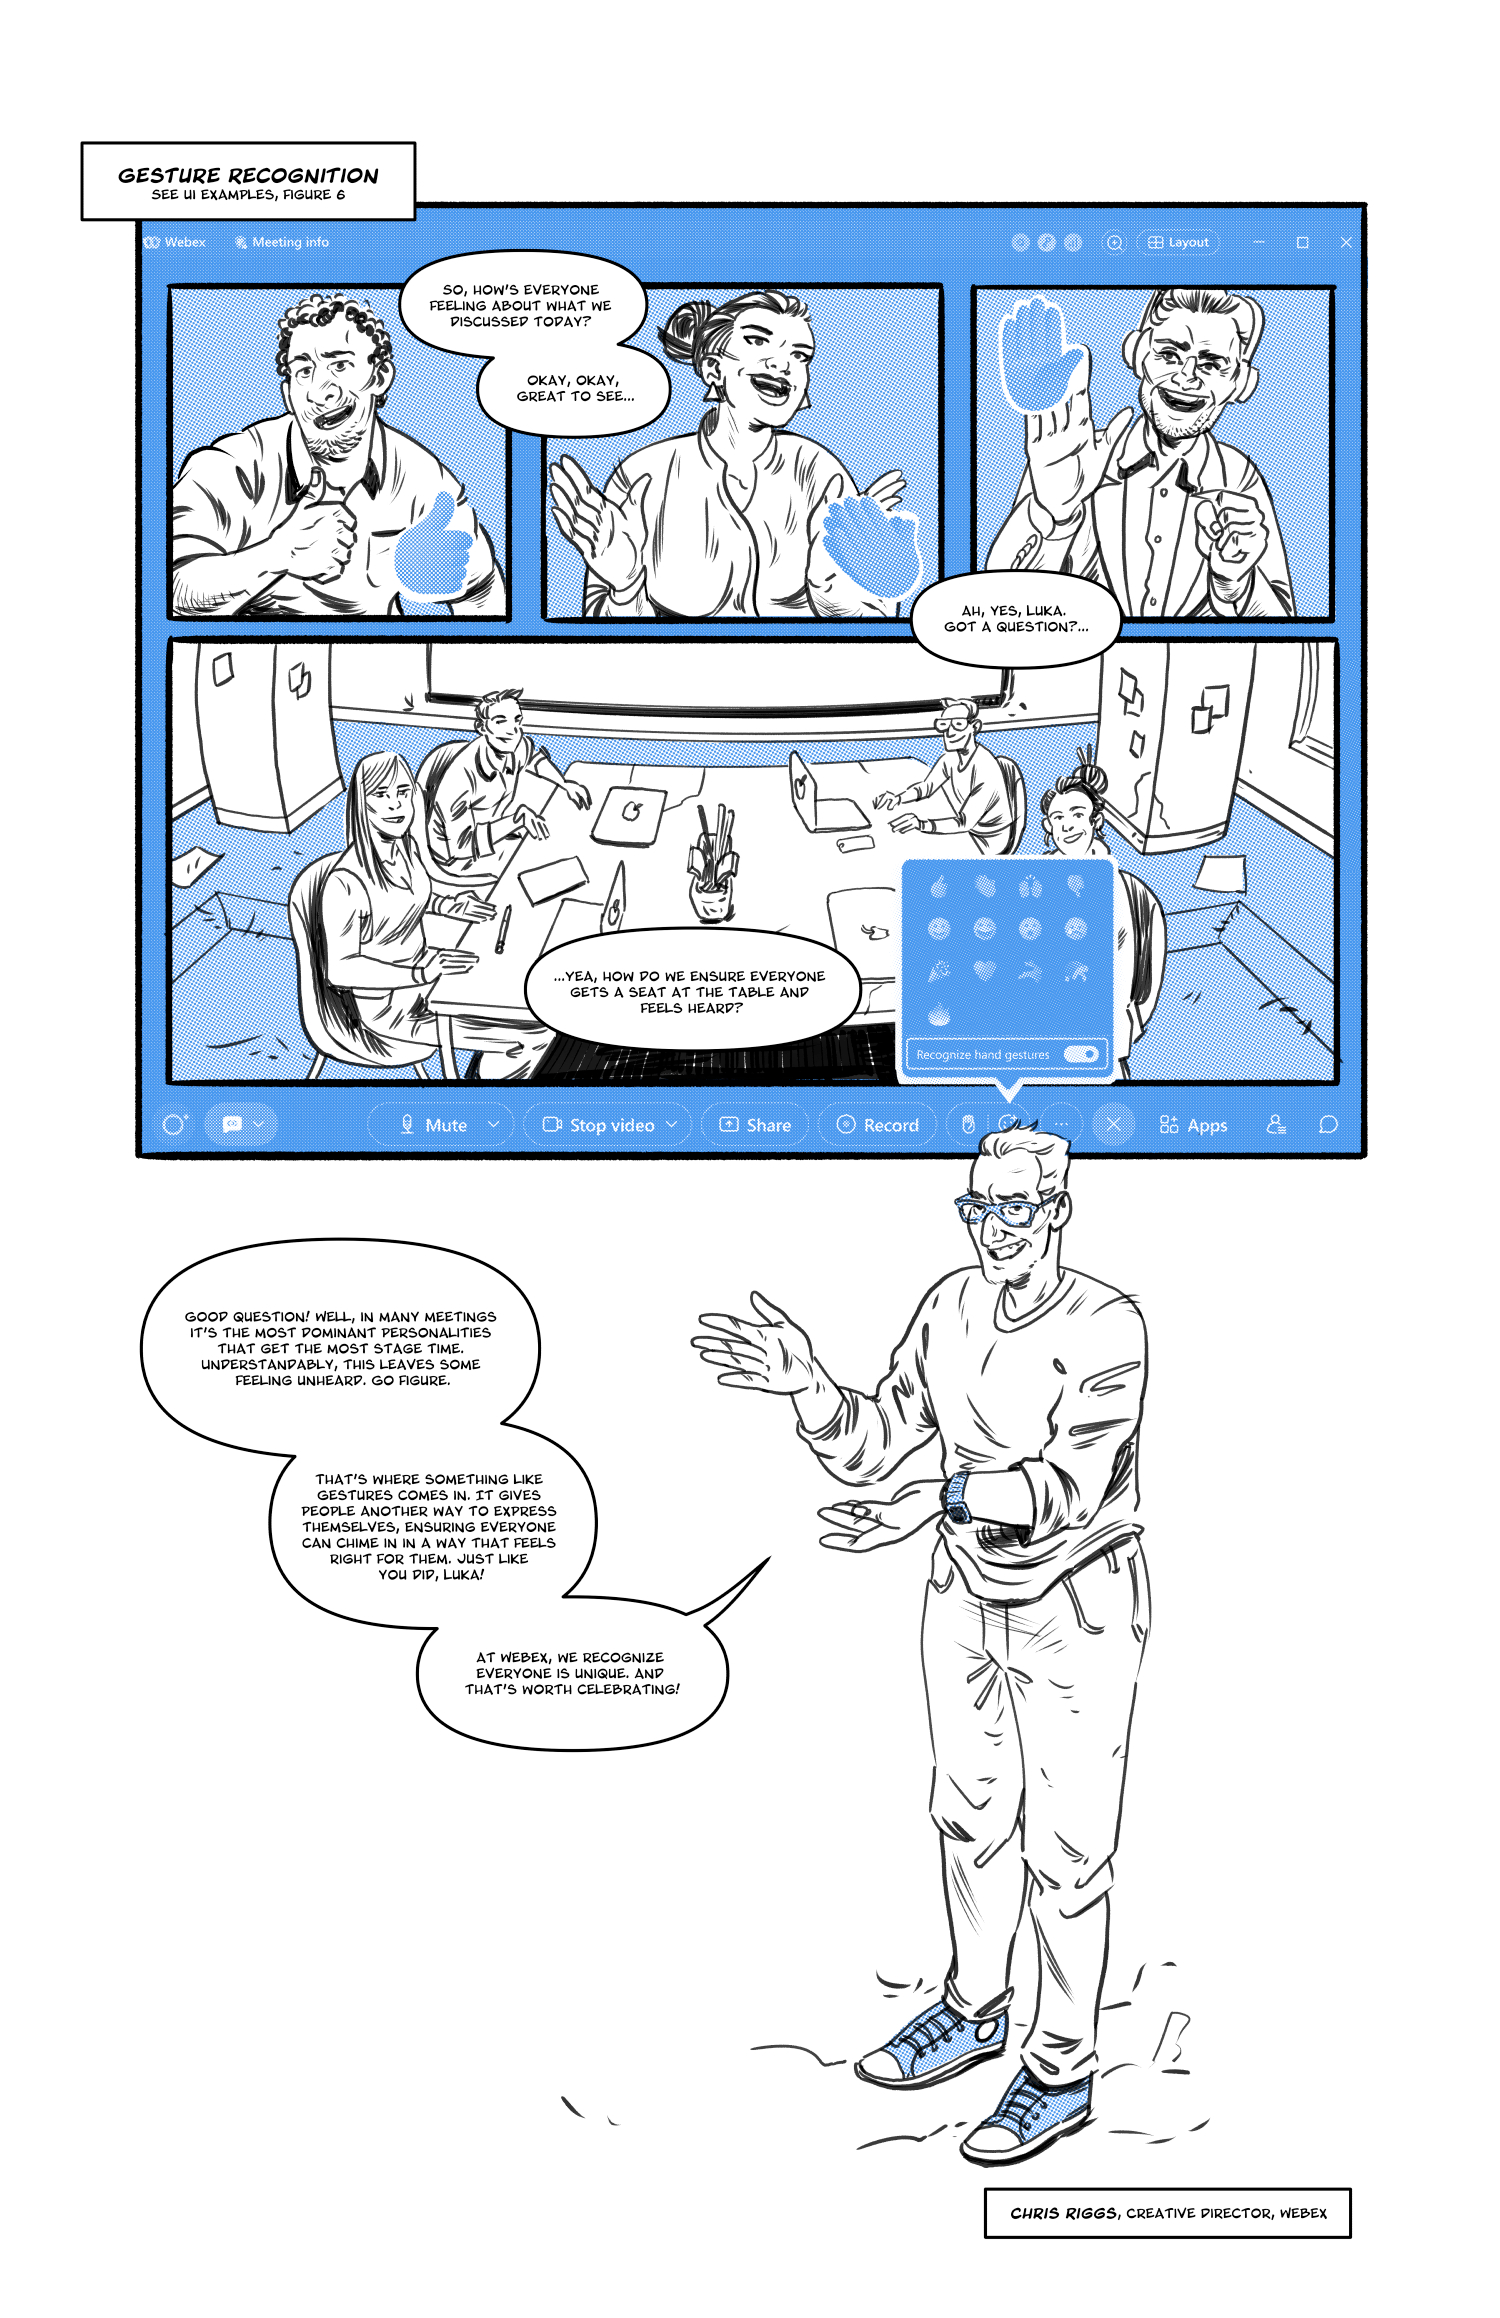 GESTURE RECOGNITION
SEE UI EXAMPLES, FIGURE 6
Webex
Meeting info
Layout
SO, HOW'S EVERYONE
FEELING ABOUT WHAT WE
DISCUSSED TODAY?
OKAY, OKAY,
GREAT TO SEE...
AH, YES, LUKA.
GOT A QUESTION?...
...YEA, HOW DO WE ENSURE EVERYONE
GETS A SEAT AT THE TABLE AND
FEELS HEARD?
Recognize hand gestures
Mute
Stop video
Share
Record
Apps
GOOD QUESTION! WELL, IN MANY MEETINGS
IT'S THE MOST DOMINANT PERSONALITIES
THAT GET THE MOST STAGE TIME.
UNDERSTANDABLY, THIS LEAVES SOME
FEELING UNHEARD. GO FIGURE.
THAT'S WHERE SOMETHING LIKE
GESTURES COMES IN. IT GIVES
PEOPLE ANOTHER WAY TO EXPRESS
THEMSELVES, ENSURING EVERYONE
CAN CHIME IN IN A WAY THAT FEELS
RIGHT FOR THEM. JUST LIKE
YOU DID, LUKA!
AT WEBEX, WE RECOGNIZE
EVERYONE IS UNIQUE. AND
THAT'S WORTH CELEBRATING!
CHRIS RIGGS, CREATIVE DIRECTOR, WEBEX